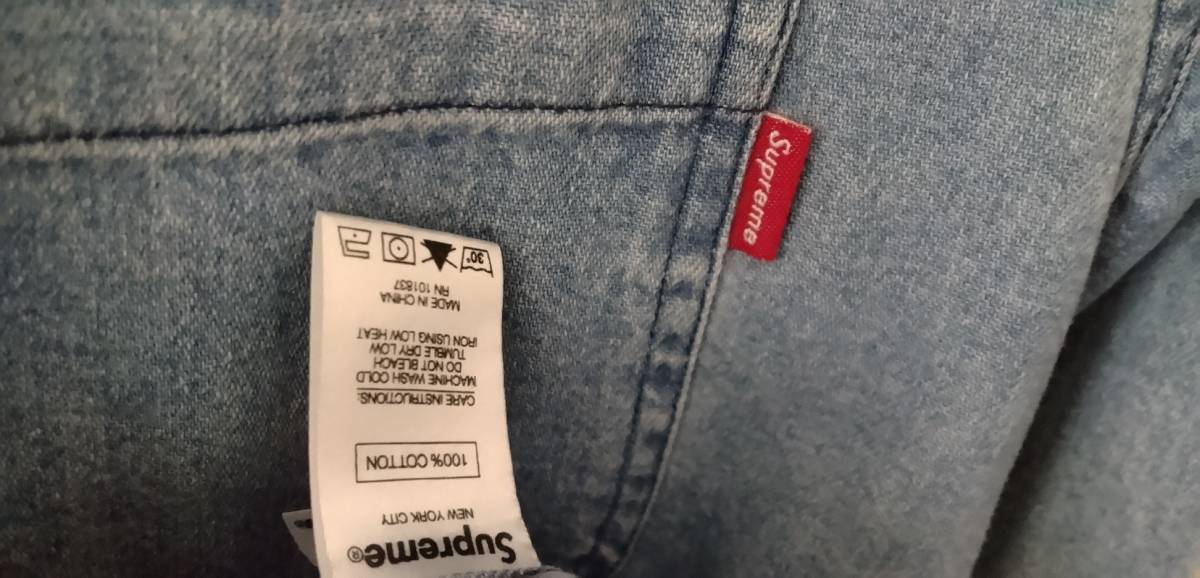 Supreme
Supreme®
NEW YORK CITY
100% COTTON
CARE INSTRUCTIONS:
MACHINE WASH COLD
DO NOT BLEACH
TUMBLE DRY LOW
IRON USING LOW HEAT
MADE IN CHINA
RN 101837
30°